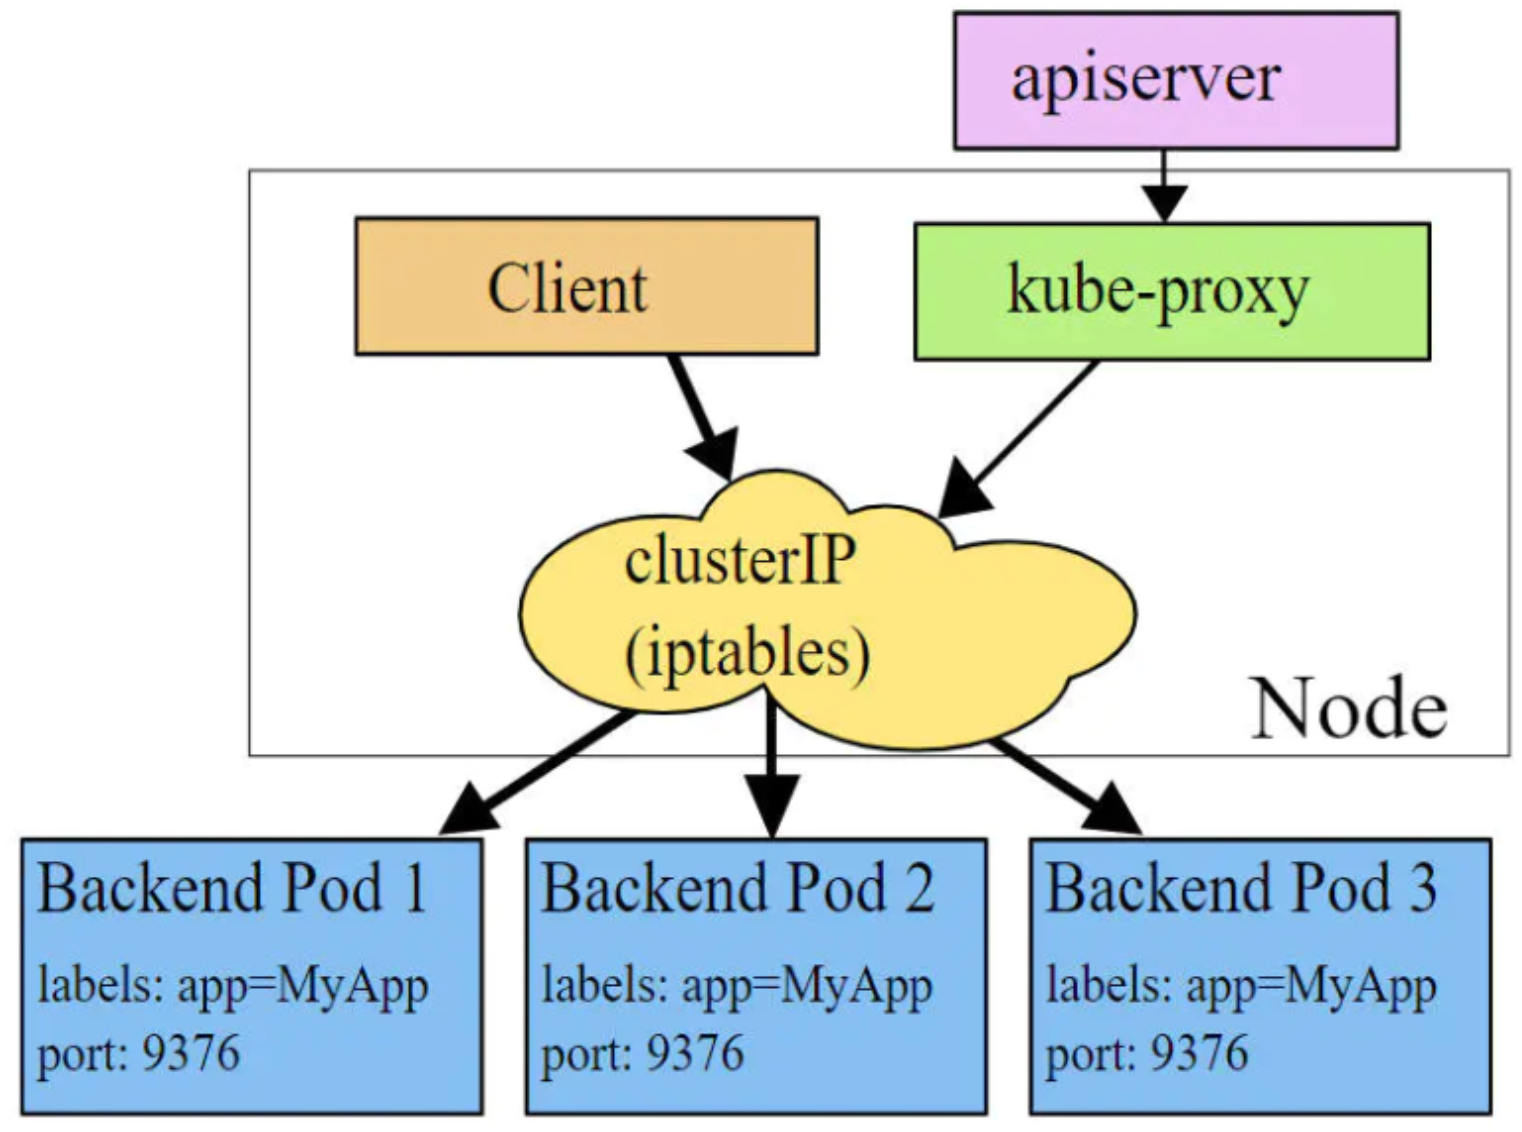 apiserver
Client
kube-proxy
clusterIP
(iptables)
Node
Backend Pod 1
labels: app=MyApp
port: 9376
Backend Pod 2
labels: app=MyApp
port: 9376
Backend Pod 3
labels: app=MyApp
port: 9376